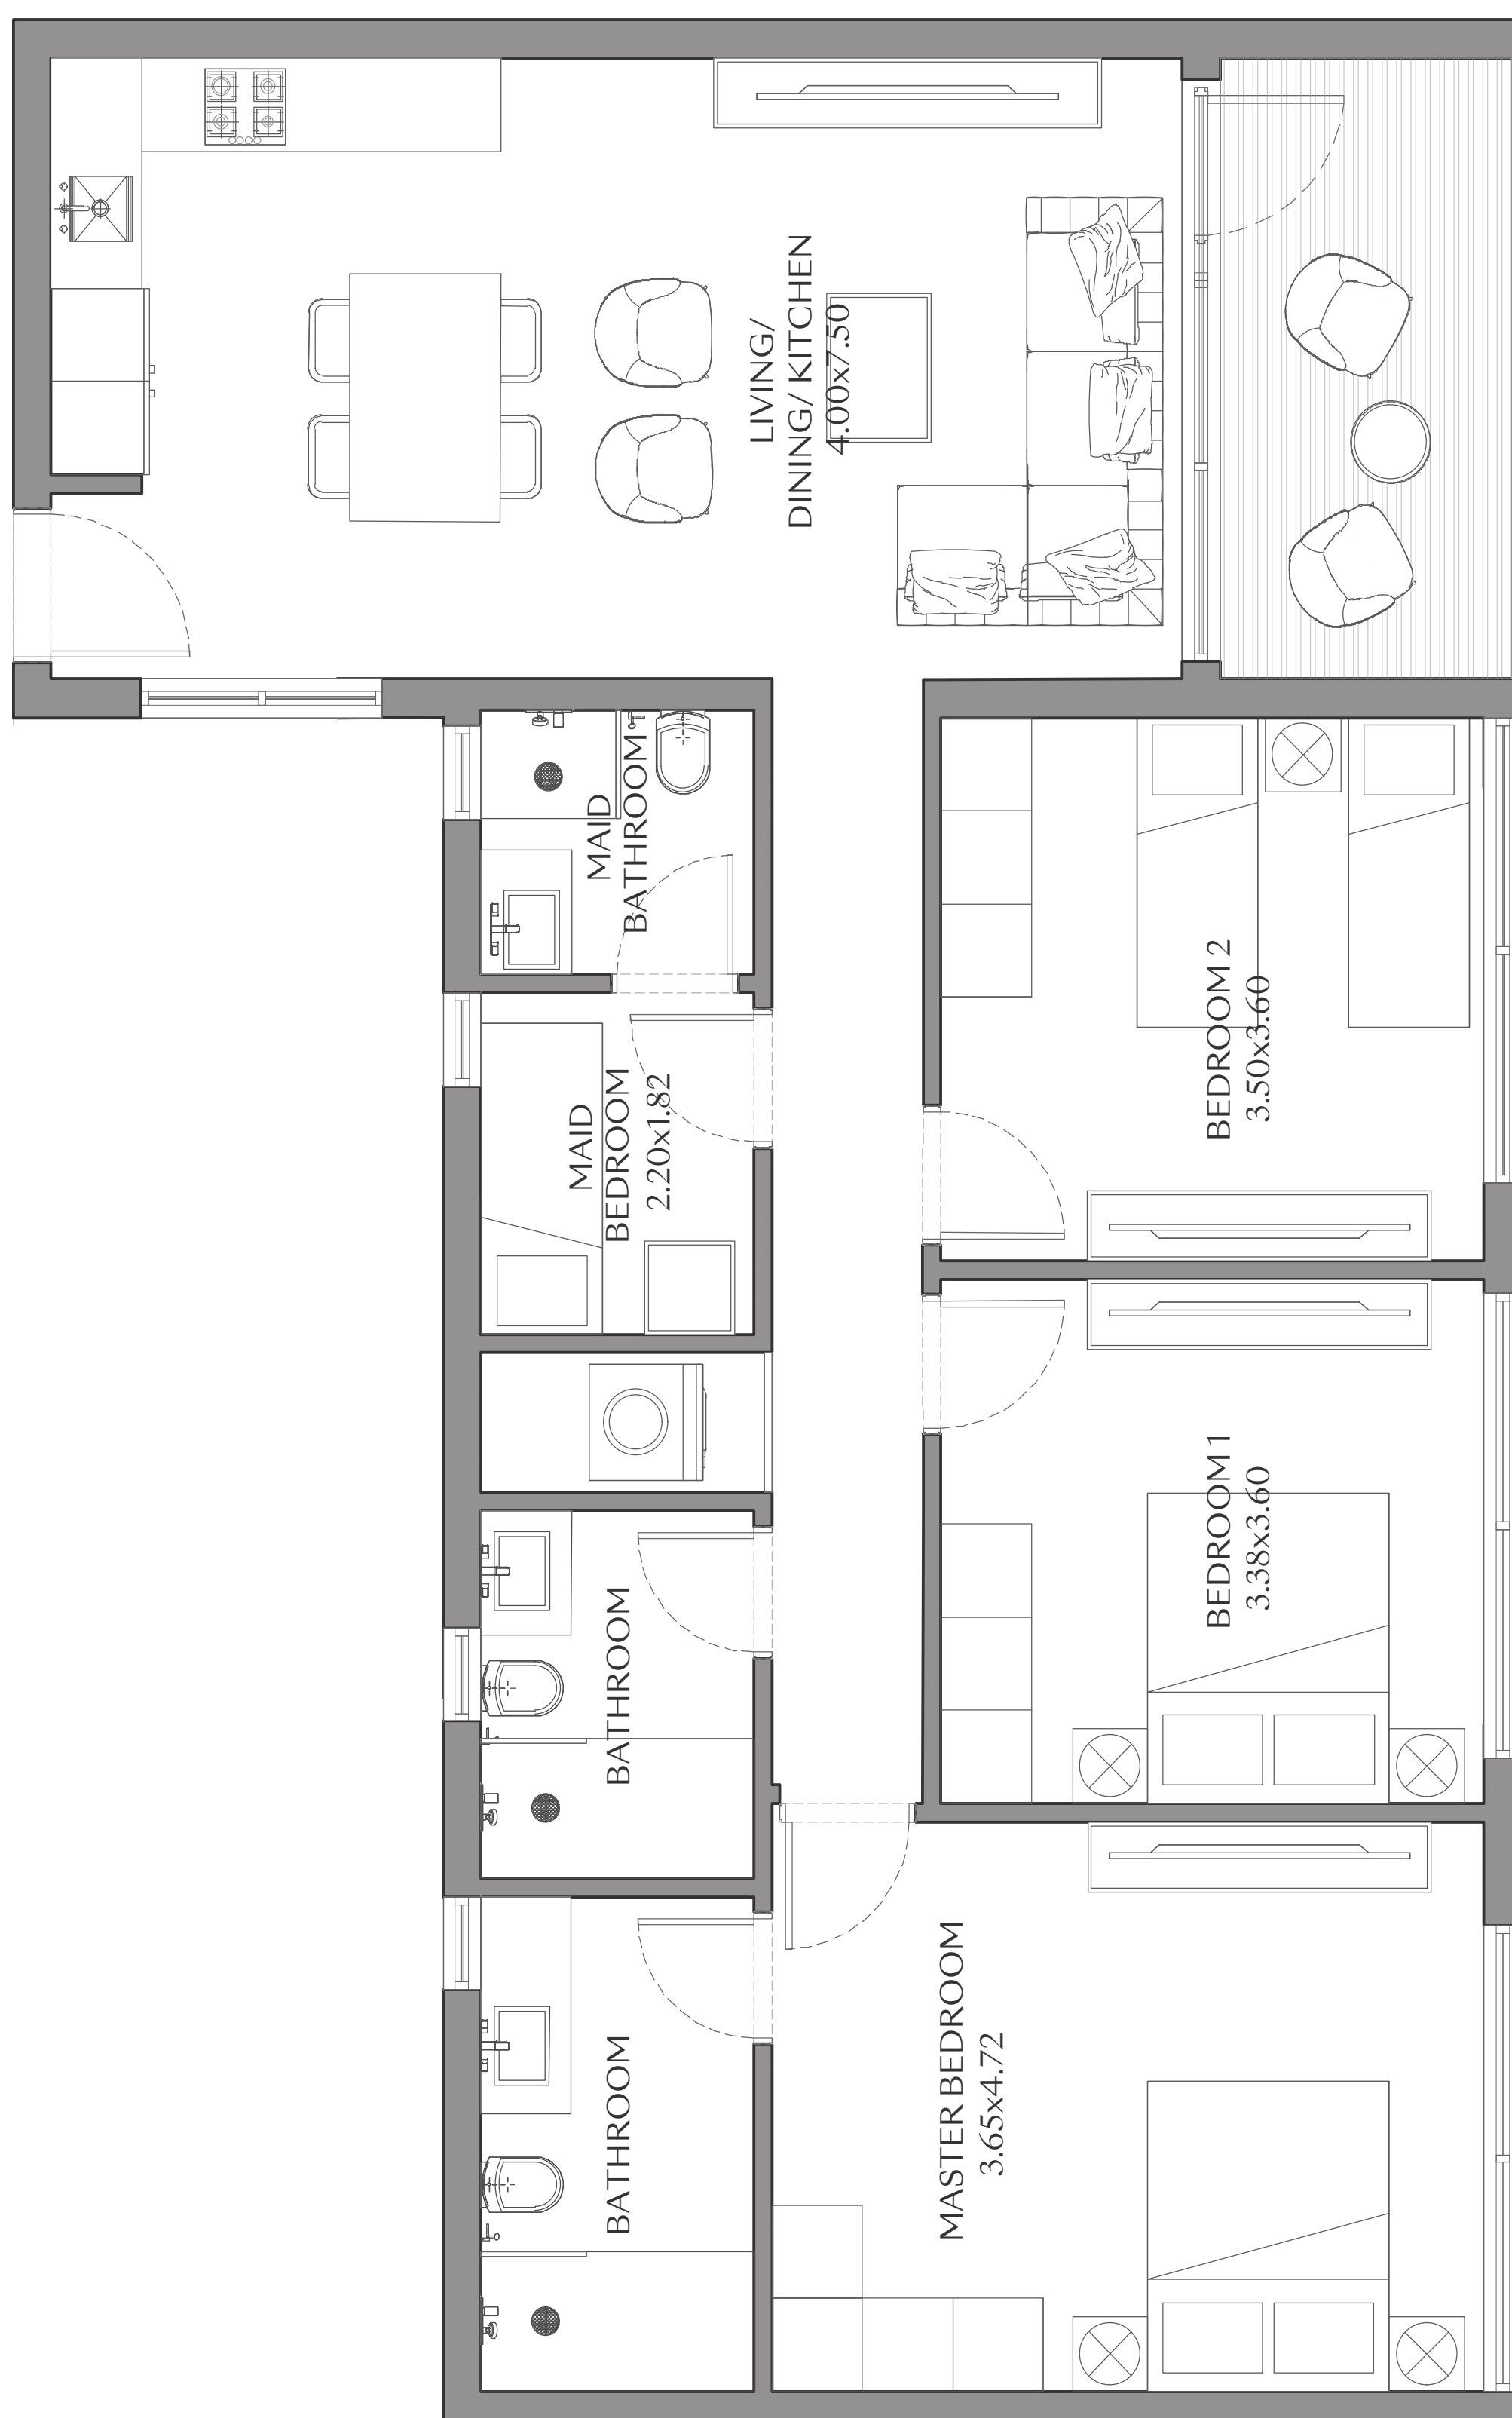 LIVING/
DINING/ KITCHEN
4.00x7.50
MAID
BATHROOM
MAID
BEDROOM
2.20x1.82
BEDROOM 2
3.50x3.60
BEDROOM 1
3.38x3.60
BATHROOM
MASTER BEDROOM
3.65x4.72
BATHROOM